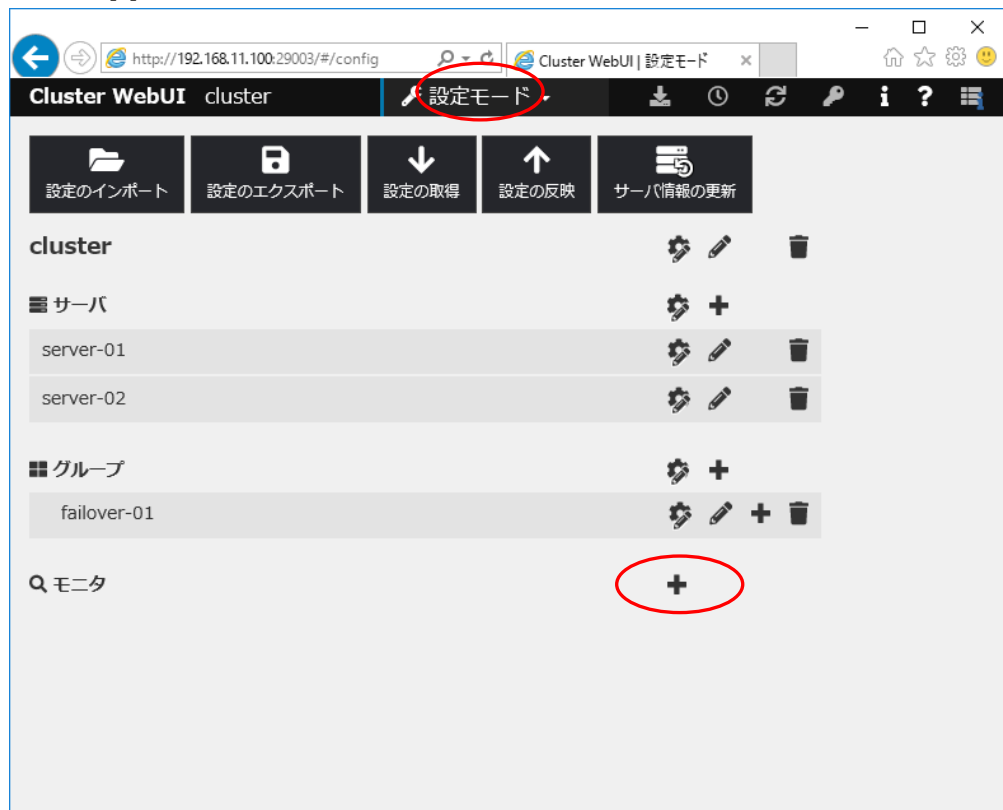 http://192.168.11.100:29003/#/config
Cluster WebUI | 設定モード
Cluster WebUI cluster 設定モード
設定のインポート 設定のエクスポート 設定の取得 設定の反映 サーバ情報の更新
cluster
サーバ
server-01
server-02
グループ
failover-01
モニタ